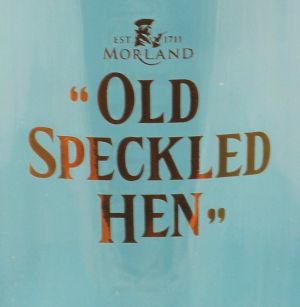 EST 1711
MORLAND
"OLD
SPECKLED
HEN"